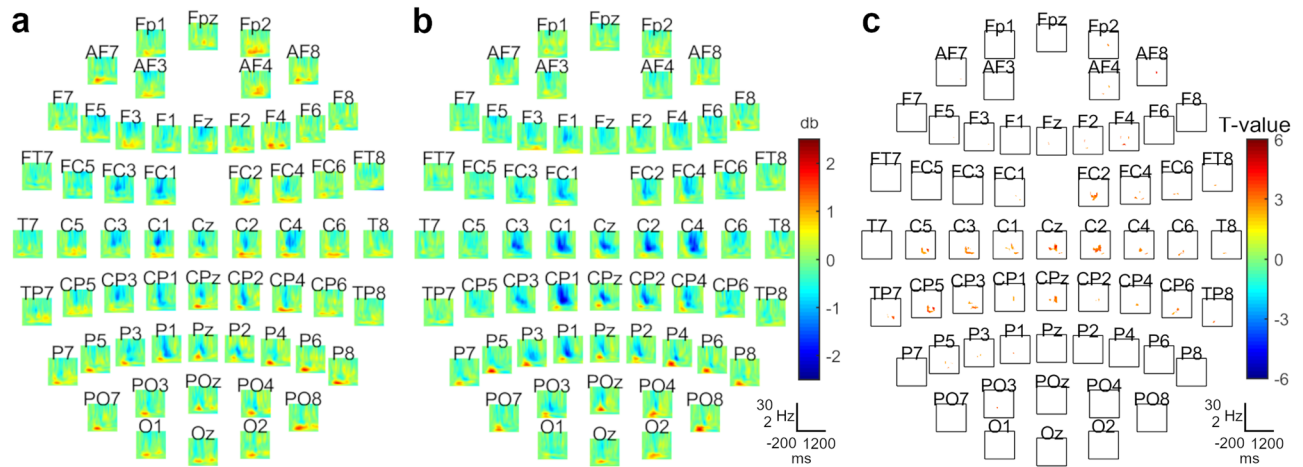 a
Fp1 Fpz Fp2
AF7 AF3 AF4 AF8
F7 F5 F3 F1 Fz F2 F4 F6 F8
FT7 FC5 FC3 FC1 FC2 FC4 FC6 FT8
T7 C5 C3 C1 Cz C2 C4 C6 T8
TP7 CP5 CP3 CP1 CPz CP2 CP4 CP6 TP8
P7 P5 P3 P1 Pz P2 P4 P6 P8
PO7 PO3 POz PO4 PO8
O1 Oz O2
b
Fp1 Fpz Fp2
AF7 AF3 AF4 AF8
F7 F5 F3 F1 Fz F2 F4 F6 F8
FT7 FC5 FC3 FC1 FC2 FC4 FC6 FT8
T7 C5 C3 C1 Cz C2 C4 C6 T8
TP7 CP5 CP3 CP1 CPz CP2 CP4 CP6 TP8
P7 P5 P3 P1 Pz P2 P4 P6 P8
PO7 PO3 POz PO4 PO8
O1 Oz O2
db
2
1
0
-1
-2
30
2 Hz
-200 1200
ms
c
Fp1 Fpz Fp2
AF7 AF3 AF4 AF8
F7 F5 F3 F1 Fz F2 F4 F6 F8
FT7 FC5 FC3 FC1 FC2 FC4 FC6 FT8
T7 C5 C3 C1 Cz C2 C4 C6 T8
TP7 CP5 CP3 CP1 CPz CP2 CP4 CP6 TP8
P7 P5 P3 P1 Pz P2 P4 P6 P8
PO7 PO3 POz PO4 PO8
O1 Oz O2
T-value
6
3
0
-3
-6
30
2 Hz
-200 1200
ms